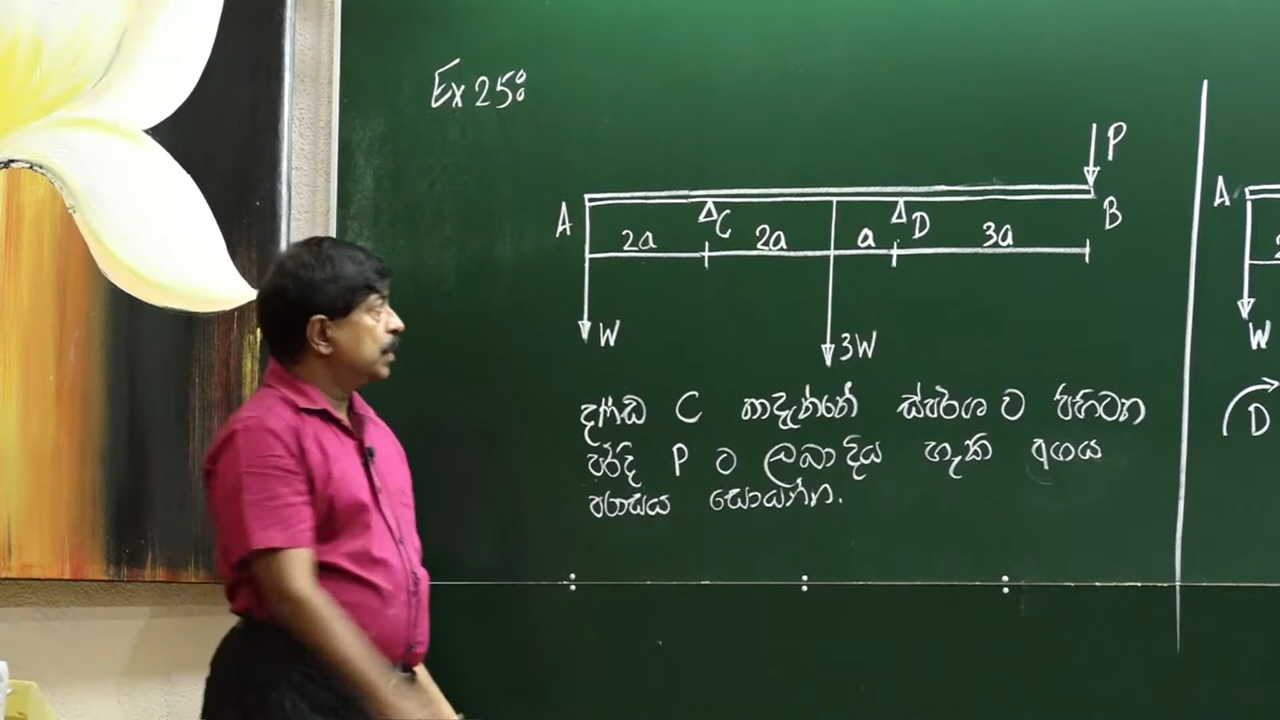 Ex 25:
P
A
C
D
B
2a 2a a 3a
W
3W
දණ්ඩ C නාදැත්තේ ස්පර්ශ ව පිහිටන
පරිදි P ට ලබා දිය හැකි අගය
පරාසය සොයන්න.
A
W
D